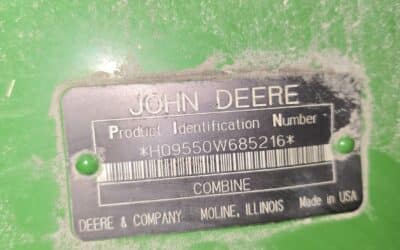 JOHN DEERE
Product Identification Number
*H09550W685216*
COMBINE
DEERE & COMPANY MOLINE, ILLINOIS Made in USA